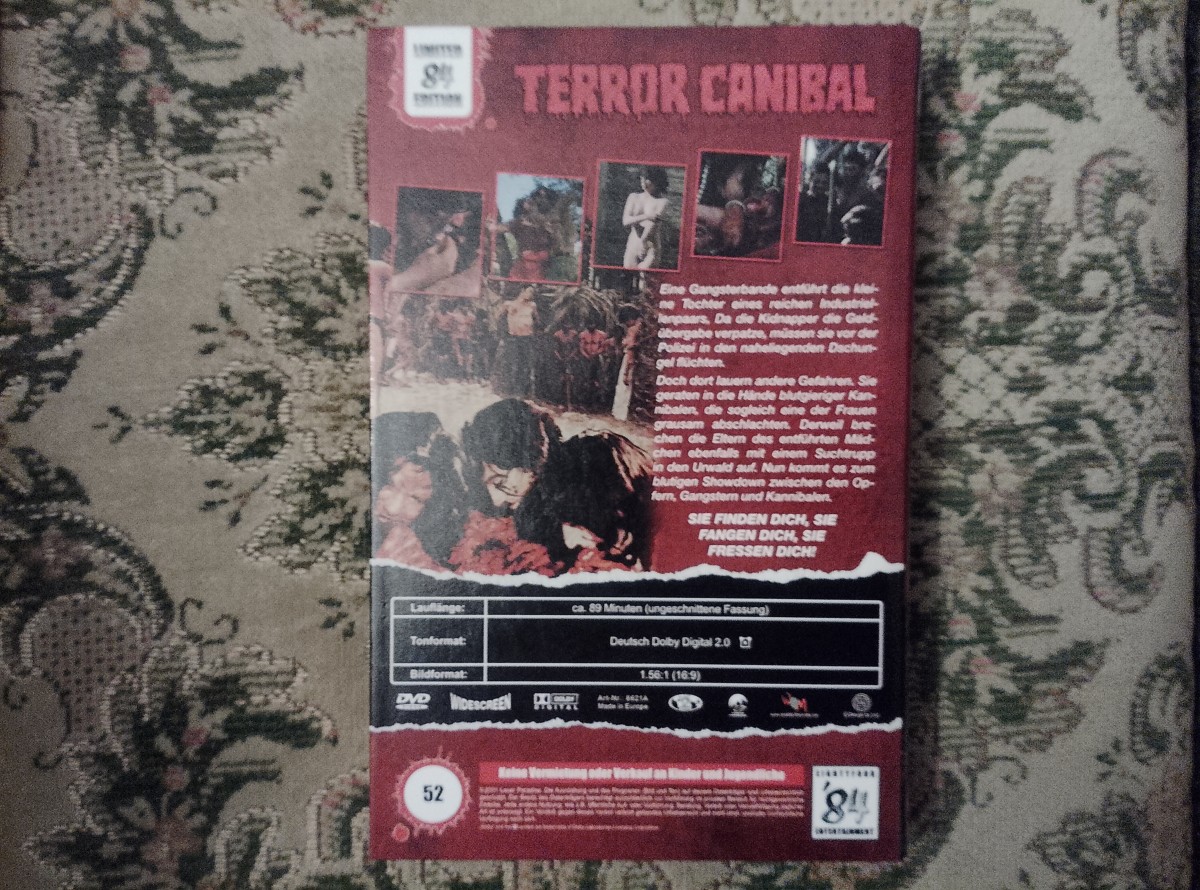 LIMITED
84
EDITION
TERROR CANIBAL
Eine Gangsterbande entführt die klei-
ne Tochter eines reichen Industriel-
lenpaars. Da die Kidnapper die Geld-
übergabe verpatze, müssen sie vor der
Polizei in den naheliegenden Dschun-
gel flüchten.
Doch dort lauern andere Gefahren. Sie
geraten in die Hände blutgieriger Kan-
nibalen, die sogleich eine der Frauen
grausam abschlachten. Derweil bre-
chen die Eltern des entführten Mäd-
chen ebenfalls mit einem Suchtrupp
in den Urwald auf. Nun kommt es zum
blutigen Showdown zwischen den Op-
fern, Gangstern und Kannibalen.
SIE FINDEN DICH, SIE
FANGEN DICH, SIE
FRESSEN DICH!
Lauflänge: ca. 89 Minuten (ungeschnittene Fassung)
Tonformat: Deutsch Dolby Digital 2.0
Bildformat: 1.56:1 (16:9)
DVD WIDESCREEN DOLBY DIGITAL Art-Nr.: 8621A
Made in Europe
52
Keine Vermietung oder Verkauf an Kinder und Jugendliche
EIGHTYFOUR
'84
ENTERTAINMENT